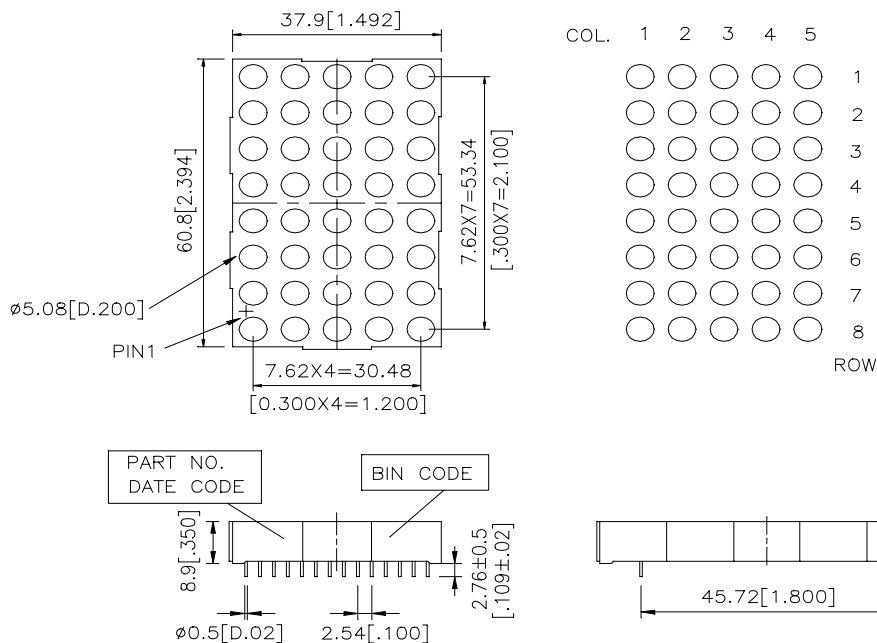 37.9[1.492]
COL. 1 2 3 4 5
1
2
3
4
5
6
7
8
ROW
60.8[2.394]
7.62X7=53.34
[.300X7=2.100]
ø5.08[D.200]
PIN1
7.62X4=30.48
[0.300X4=1.200]
PART NO.
DATE CODE
BIN CODE
8.9[.350]
2.76±0.5
[.109±.02]
ø0.5[D.02]
2.54[.100]
45.72[1.800]